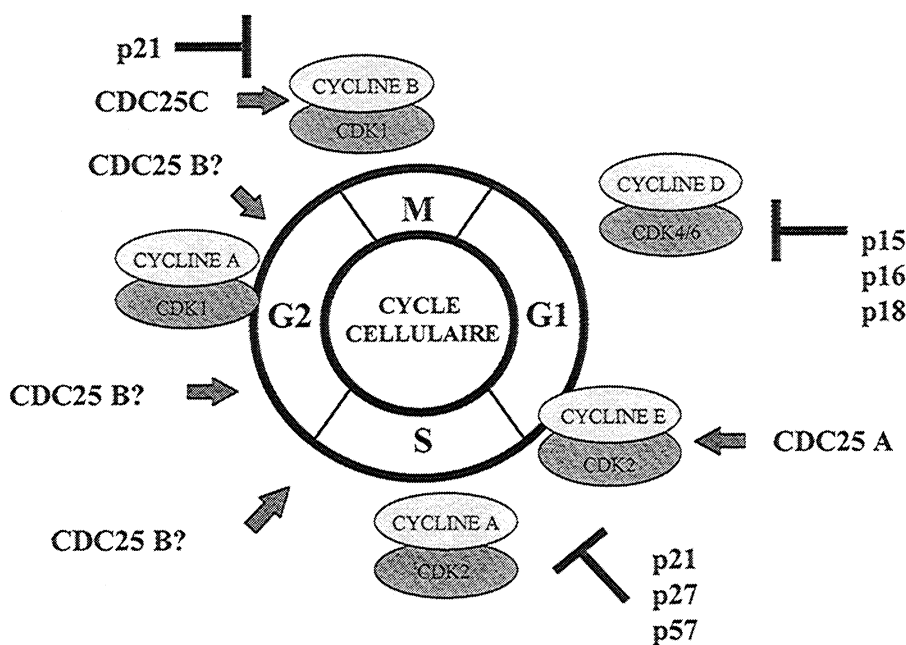 p21
CYCLINE B
CDC25C
CDK1
CDC25 B?
M
CYCLINE D
CDK4/6
p15
p16
p18
CYCLINE A
CDK1
G2
CYCLE
CELLULAIRE
G1
CDC25 B?
S
CYCLINE E
CDK2
CDC25 A
CYCLINE A
CDK2
CDC25 B?
p21
p27
p57